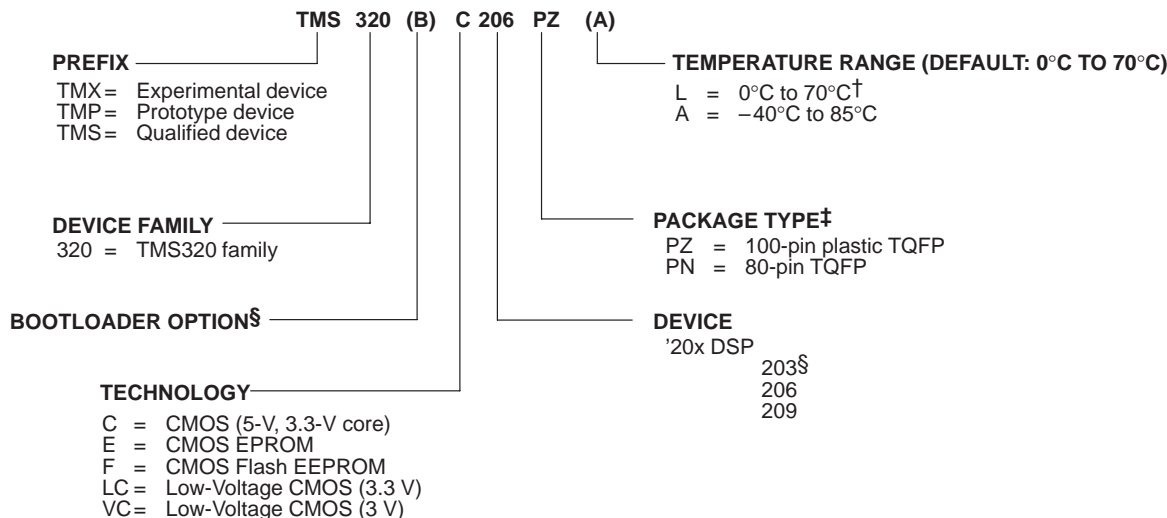 TMS 320 (B) C 206 PZ (A)
PREFIX
TMX = Experimental device
TMP = Prototype device
TMS = Qualified device
TEMPERATURE RANGE (DEFAULT: 0°C TO 70°C)
L = 0°C to 70°C†
A = –40°C to 85°C
DEVICE FAMILY
320 = TMS320 family
PACKAGE TYPE‡
PZ = 100-pin plastic TQFP
PN = 80-pin TQFP
BOOTLOADER OPTION§
DEVICE
’20x DSP
203§
206
209
TECHNOLOGY
C = CMOS (5-V, 3.3-V core)
E = CMOS EPROM
F = CMOS Flash EEPROM
LC = Low-Voltage CMOS (3.3 V)
VC = Low-Voltage CMOS (3 V)